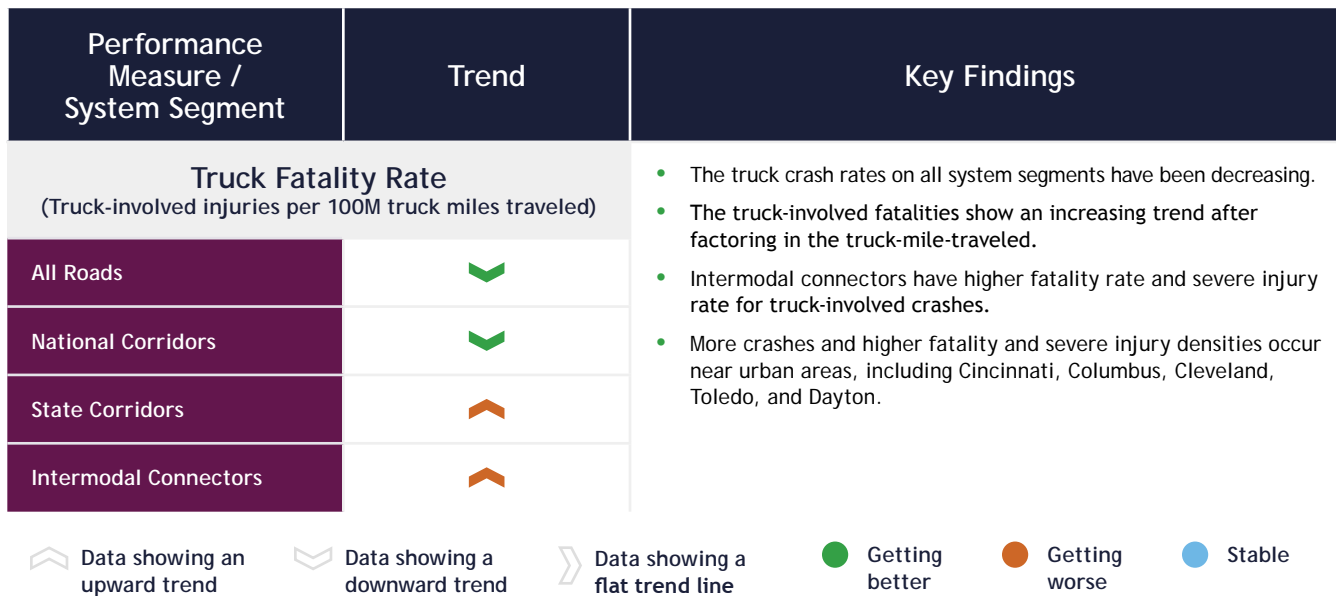 Performance
Measure /
System Segment
Trend
Key Findings
Truck Fatality Rate
(Truck-involved injuries per 100M truck miles traveled)
All Roads
National Corridors
State Corridors
Intermodal Connectors
• The truck crash rates on all system segments have been decreasing.
• The truck-involved fatalities show an increasing trend after
factoring in the truck-mile-traveled.
• Intermodal connectors have higher fatality rate and severe injury
rate for truck-involved crashes.
• More crashes and higher fatality and severe injury densities occur
near urban areas, including Cincinnati, Columbus, Cleveland,
Toledo, and Dayton.
Data showing an
upward trend
Data showing a
downward trend
Data showing a
flat trend line
Getting
better
Getting
worse
Stable